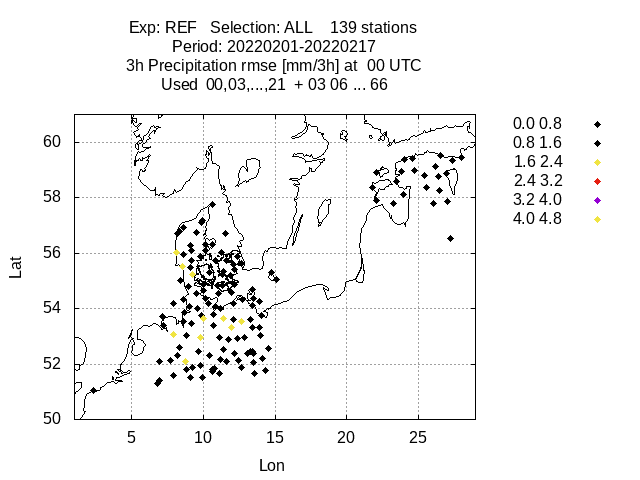 Exp: REF   Selection: ALL    139 stations
Period: 20220201-20220217
3h Precipitation rmse [mm/3h] at  00 UTC
Used  00,03,...,21  + 03 06 ... 66
0.0 0.8
0.8 1.6
1.6 2.4
2.4 3.2
3.2 4.0
4.0 4.8
60
58
56
54
52
50
Lat
5 10 15 20 25
Lon